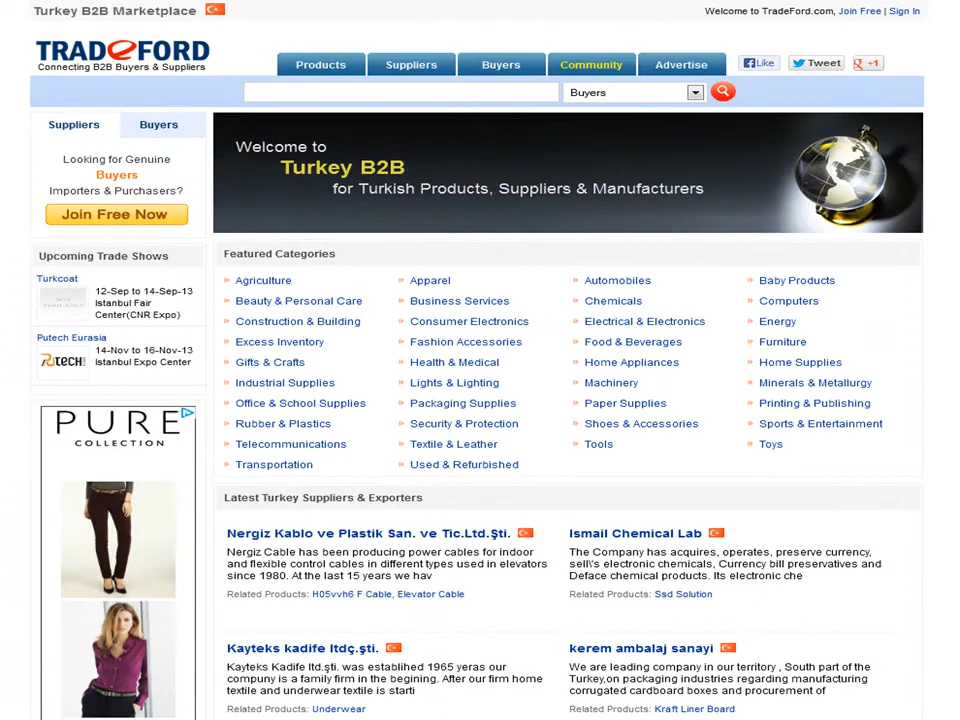 Turkey B2B Marketplace
Welcome to TradeFord.com, Join Free | Sign In
TRADeFORD
Connecting B2B Buyers & Suppliers
Products Suppliers Buyers Community Advertise
Like Tweet +1
Buyers
Suppliers Buyers
Looking for Genuine
Buyers
Importers & Purchasers?
Join Free Now
Welcome to
Turkey B2B
for Turkish Products, Suppliers & Manufacturers
Upcoming Trade Shows
Turkcoat
NOT AVAILABLE
12-Sep to 14-Sep-13
Istanbul Fair
Center(CNR Expo)
Putech Eurasia
PUTECH
14-Nov to 16-Nov-13
Istanbul Expo Center
PURE
COLLECTION
Featured Categories
Agriculture Apparel Automobiles Baby Products
Beauty & Personal Care Business Services Chemicals Computers
Construction & Building Consumer Electronics Electrical & Electronics Energy
Excess Inventory Fashion Accessories Food & Beverages Furniture
Gifts & Crafts Health & Medical Home Appliances Home Supplies
Industrial Supplies Lights & Lighting Machinery Minerals & Metallurgy
Office & School Supplies Packaging Supplies Paper Supplies Printing & Publishing
Rubber & Plastics Security & Protection Shoes & Accessories Sports & Entertainment
Telecommunications Textile & Leather Tools Toys
Transportation Used & Refurbished
Latest Turkey Suppliers & Exporters
Nergiz Kablo ve Plastik San. ve Tic.Ltd.Şti.
Nergiz Cable has been producing power cables for indoor
and flexible control cables in different types used in elevators
since 1980. At the last 15 years we hav
Related Products: H05vvh6 F Cable, Elevator Cable
Ismail Chemical Lab
The Company has acquires, operates, preserve currency,
sell\'s electronic chemicals, Currency bill preservatives and
Deface chemical products. Its electronic che
Related Products: Ssd Solution
Kayteks kadife ltdç.şti.
Kayteks Kadife ltd.şti. was establihed 1965 yeras our
company is a family firm in the begining. After our firm home
textile and underwear textile is starti
Related Products: Underwear
kerem ambalaj sanayi
We are leading company in our territory , South part of the
Turkey,on packaging industries regarding manufacturing
corrugated cardboard boxes and procurement of
Related Products: Kraft Liner Board